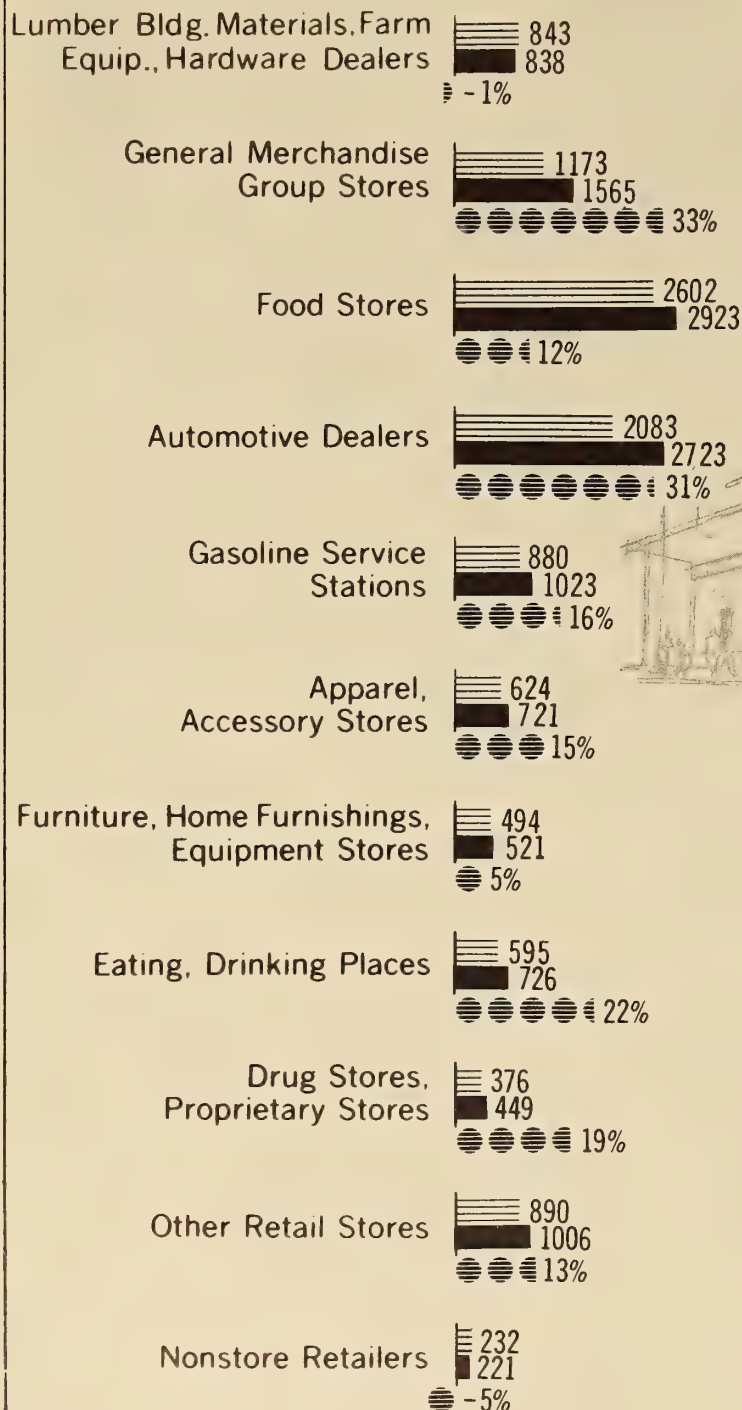 Lumber Bldg. Materials, Farm
Equip., Hardware Dealers
843
838
-1%
General Merchandise
Group Stores
1173
1565
33%
Food Stores
2602
2923
12%
Automotive Dealers
2083
2723
31%
Gasoline Service
Stations
880
1023
16%
Apparel,
Accessory Stores
624
721
15%
Furniture, Home Furnishings,
Equipment Stores
494
521
5%
Eating, Drinking Places
595
726
22%
Drug Stores,
Proprietary Stores
376
449
19%
Other Retail Stores
890
1006
13%
Nonstore Retailers
232
221
-5%